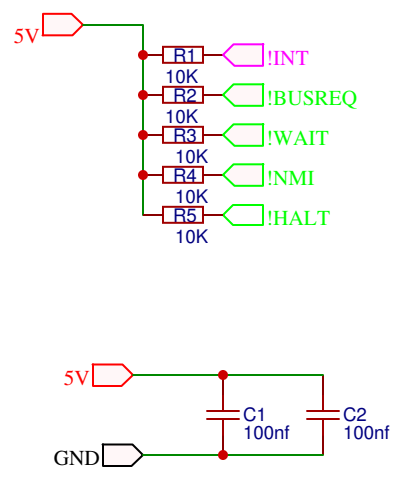 5V
R1 !INT
10K
R2 !BUSREQ
10K
R3 !WAIT
10K
R4 !NMI
10K
R5 !HALT
10K
5V
C1 C2
100nf 100nf
GND